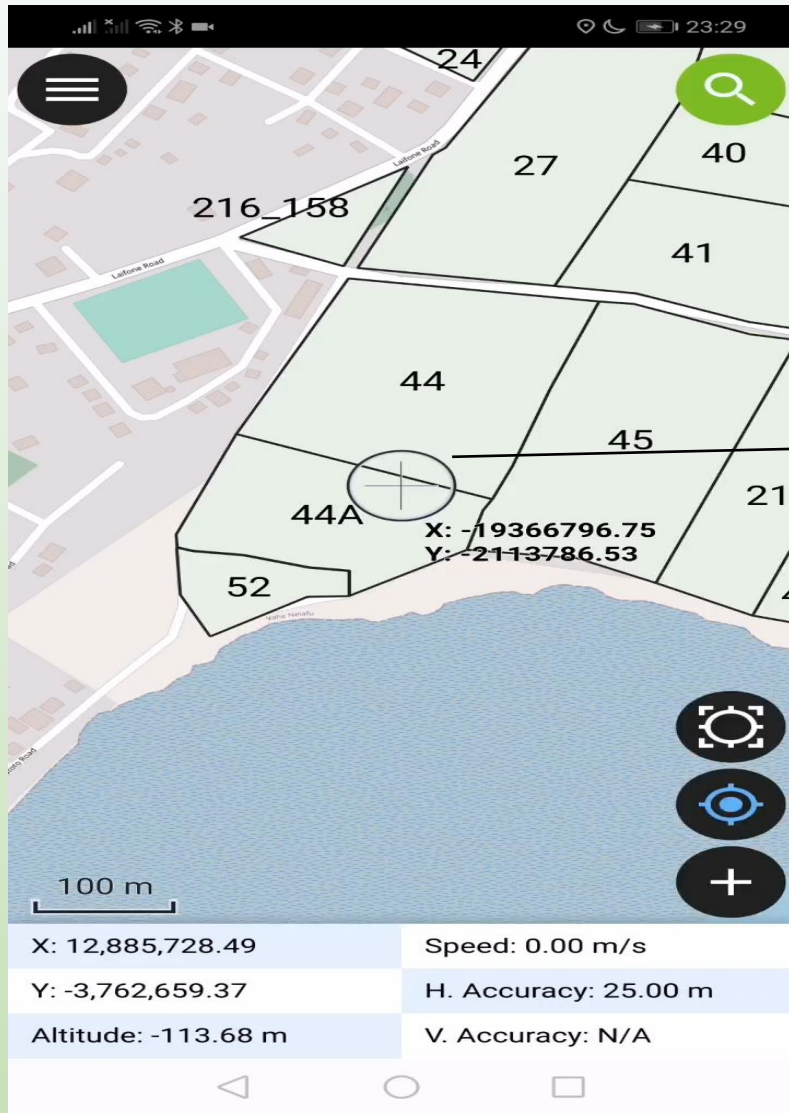 23:29
24
Laifone Road
27
40
216_158
41
Laifone Road
44
45
21
44A
X: -19366796.75
Y: -2113786.53
52
100 m
X: 12,885,728.49
Speed: 0.00 m/s
Y: -3,762,659.37
H. Accuracy: 25.00 m
Altitude: -113.68 m
V. Accuracy: N/A